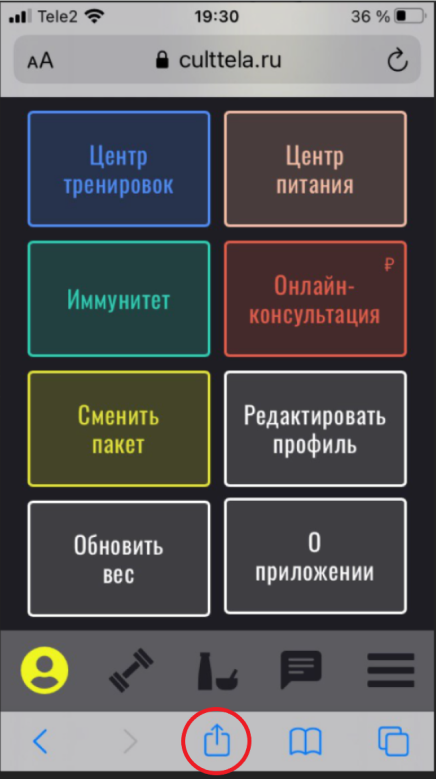 Tele2 19:30 36 %
AA culttela.ru
Центр
тренировок
Центр
питания
Иммунитет
₽
Онлайн-
консультация
Сменить
пакет
Редактировать
профиль
Обновить
вес
О
приложении